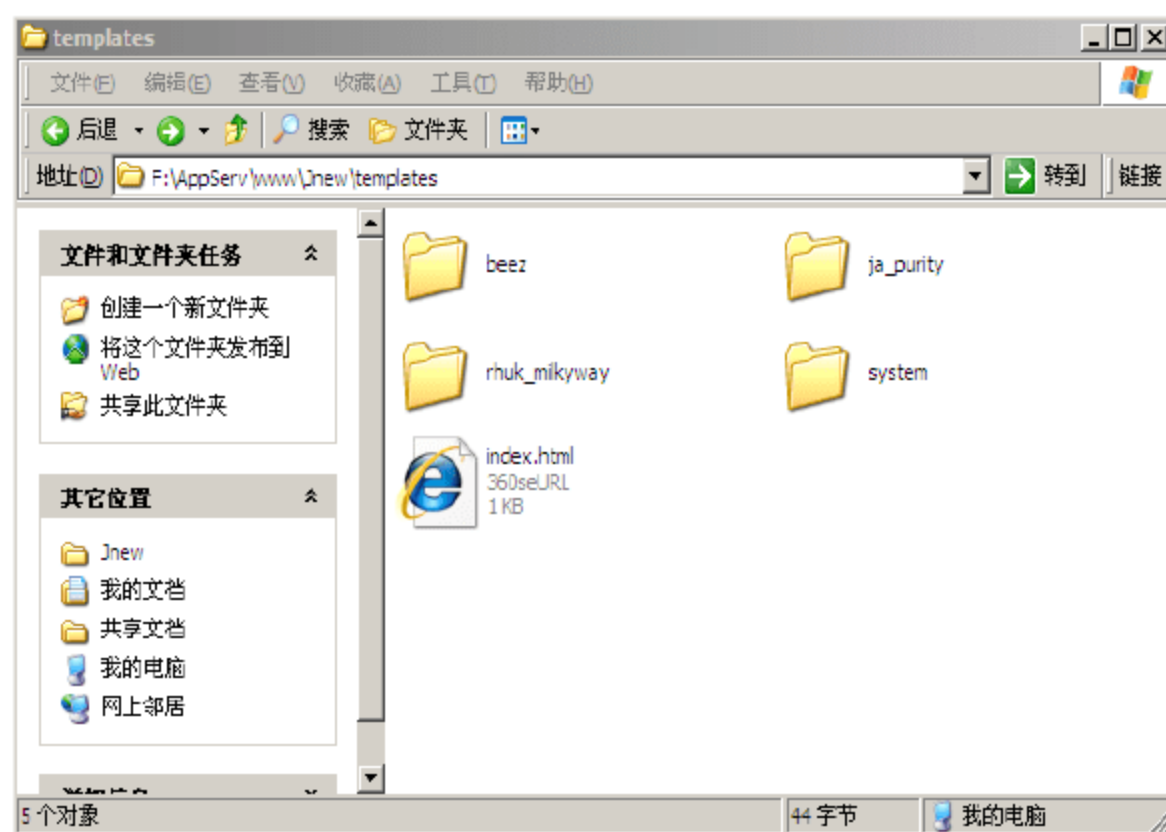 templates
文件(F) 编辑(E) 查看(V) 收藏(A) 工具(T) 帮助(H)
后退 搜索 文件夹
地址(D) F:\AppServ\www\Jnew\templates 转到 链接
文件和文件夹任务
创建一个新文件夹
将这个文件夹发布到
Web
共享此文件夹
其它位置
Jnew
我的文档
共享文档
我的电脑
网上邻居
beez
ja_purity
rhuk_milkyway
system
index.html
360seURL
1 KB
5 个对象 44 字节 我的电脑